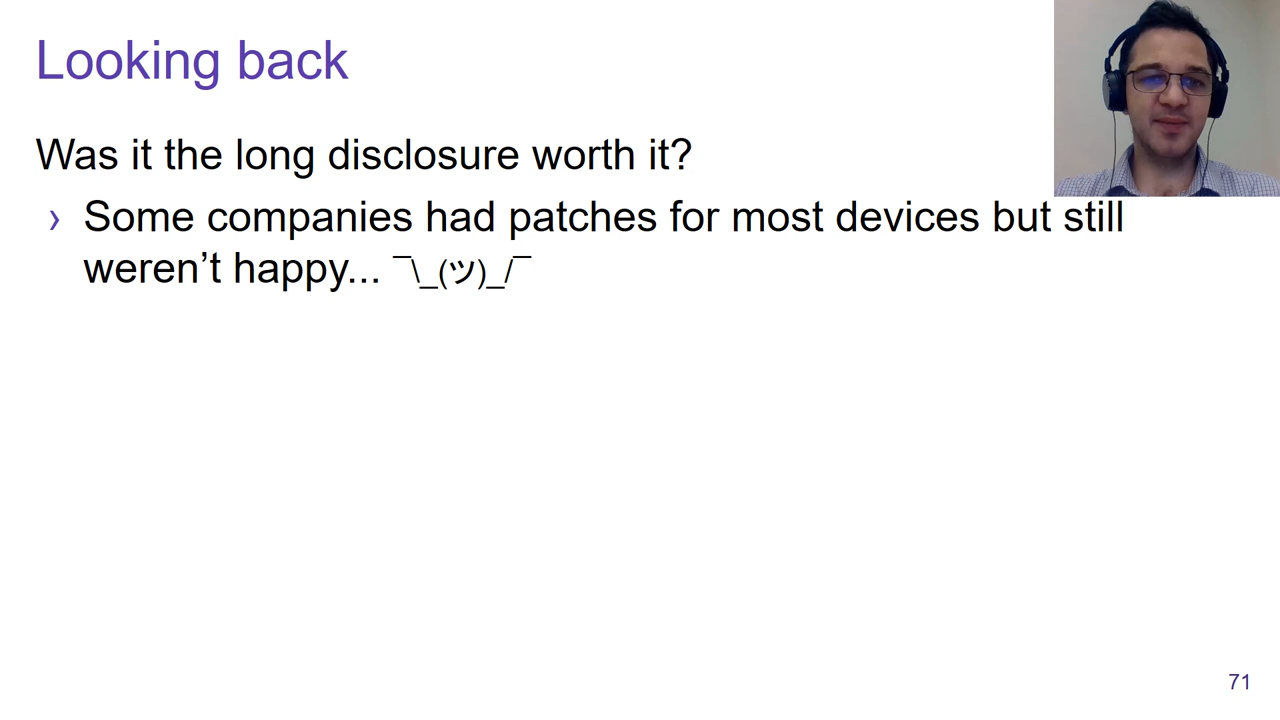 Looking back
Was it the long disclosure worth it?
› Some companies had patches for most devices but still
weren’t happy... ¯\_(ツ)_/¯
71